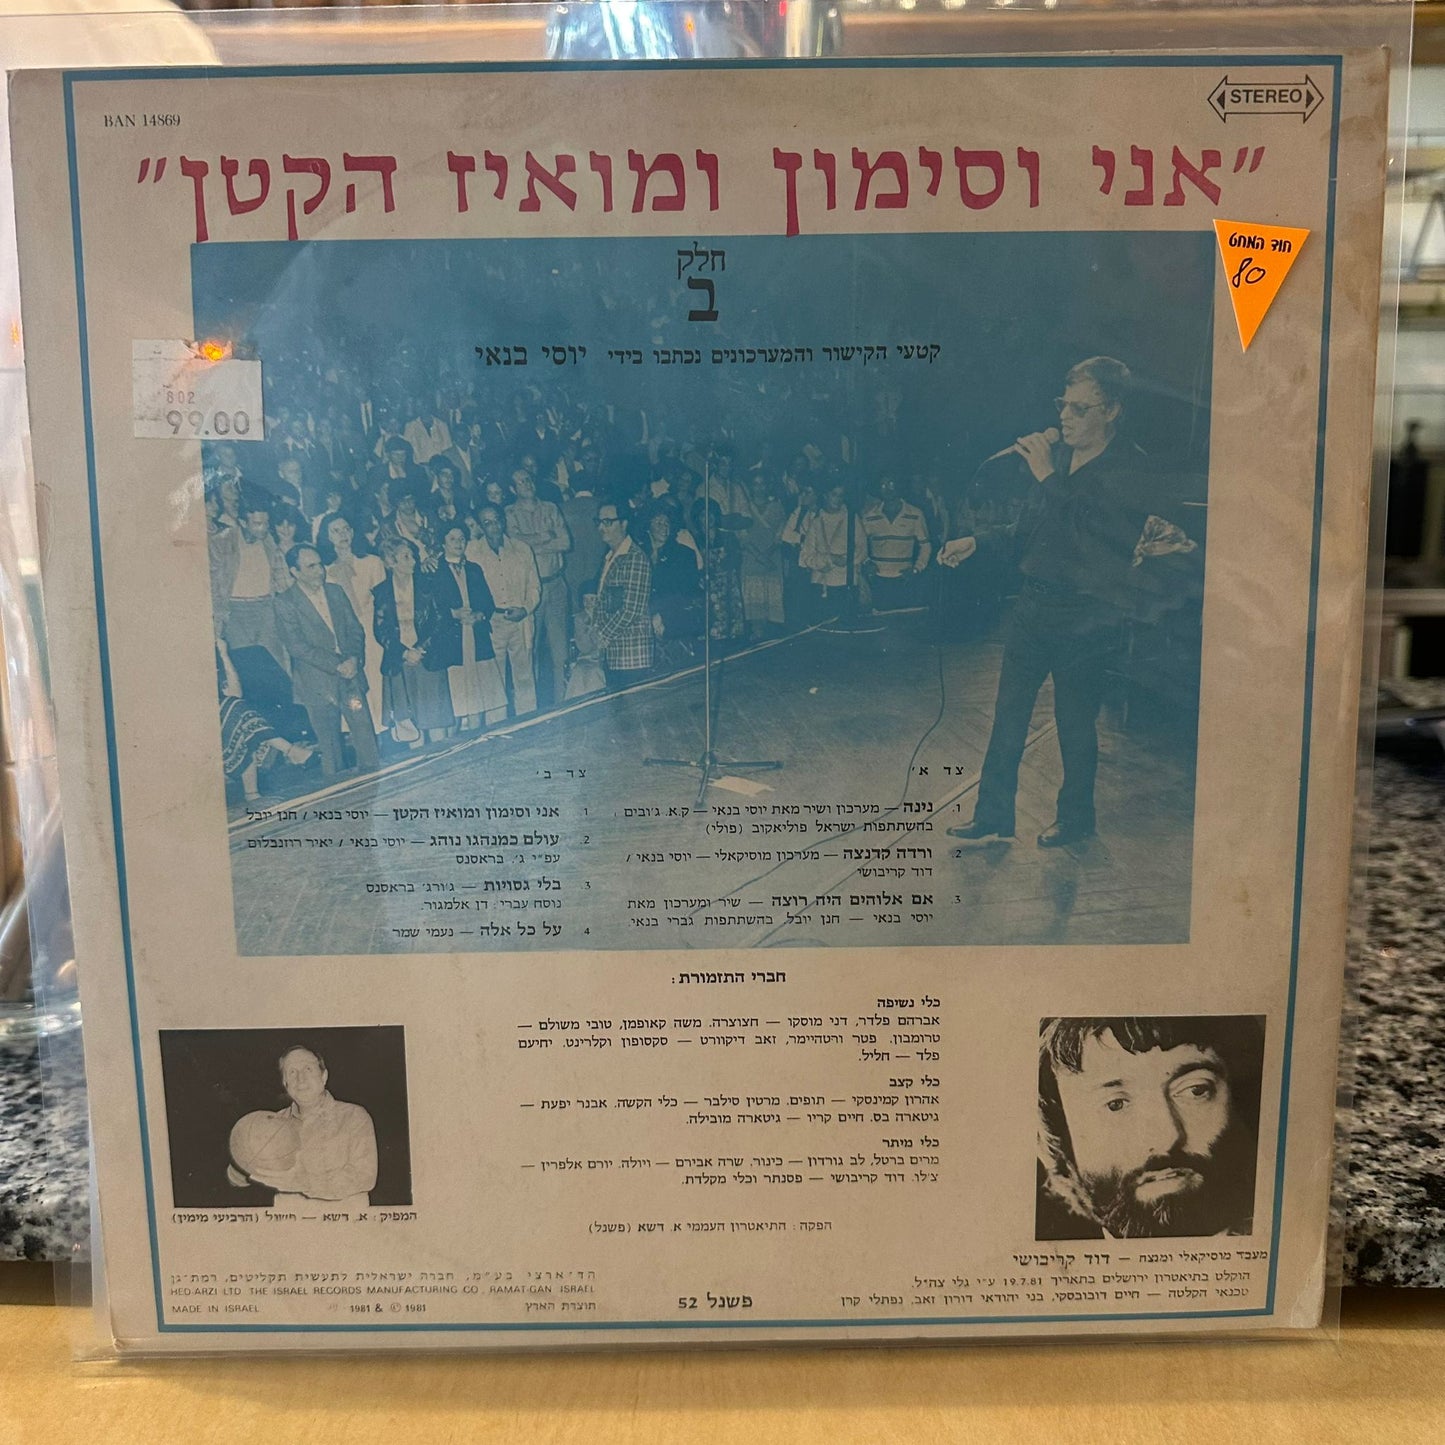 BAN 14869
STEREO
"אני וסימון ומואיז הקטן"
חוד המחט
80
חלק
ב
קטעי הקישור והמערכונים נכתבו בידי יוסי בנאי
802
99.00
צד א'
1. נינה — מערכון ושיר מאת יוסי בנאי — ק.א. ג'ובים,
בהשתתפות ישראל פוליאקוב (פולי)
2. ורדה קדנצה — מערכון מוסיקאלי — יוסי בנאי /
דוד קריבושי
3. אם אלוהים היה רוצה — שיר ומערכון מאת
יוסי בנאי — חנן יובל, בהשתתפות גברי בנאי.
צד ב'
1 אני וסימון ומואיז הקטן — יוסי בנאי / חנן יובל
2. עולם כמנהגו נוהג — יוסי בנאי / יאיר רוזנבלום
עפ"י ג'. בראסנס
3. בלי גסויות — ג'ורג' בראסנס
נוסח עברי: דן אלמגור.
4 על כל אלה — נעמי שמר
חברי התזמורת:
כלי נשיפה
אברהם פלדר, דני מוסקו — חצוצרה. משה קאופמן, טובי משולם —
טרומבון. פטר ורטהיימר, זאב דיקוורט — סקסופון וקלרינט. יחיעם
פלד — חליל.
כלי קצב
אהרון קמינסקי — תופים. מרטין סילבר — כלי הקשה. אבנר יפעת —
גיטארה בס. חיים קריו — גיטארה מובילה.
כלי מיתר
מרים ברטל, לב גורדון — כינור. שרה אבירם — ויולה. יורם אלפרין —
צ'לו. דוד קריבושי — פסנתר וכלי מקלדת.
הפקה: התיאטרון העממי א. דשא (פשנל)
המפיק: א. דשא — פשנל (הרביעי מימין)
מעבד מוסיקאלי ומנצח — דוד קריבושי
הוקלט בתיאטרון ירושלים בתאריך 19.7.81 ע"י גלי צה"ל.
טכנאי הקלטה — חיים דובובסקי, בני יהודאי דורון זאב, נפתלי קרן
פשנל 52
הד־ארצי בע"מ, חברה ישראלית לתעשית תקליטים, רמת־גן
HED-ARZI LTD THE ISRAEL RECORDS MANUFACTURING CO., RAMAT-GAN ISRAEL
MADE IN ISRAEL 1981 & ℗ 1981 תוצרת הארץ